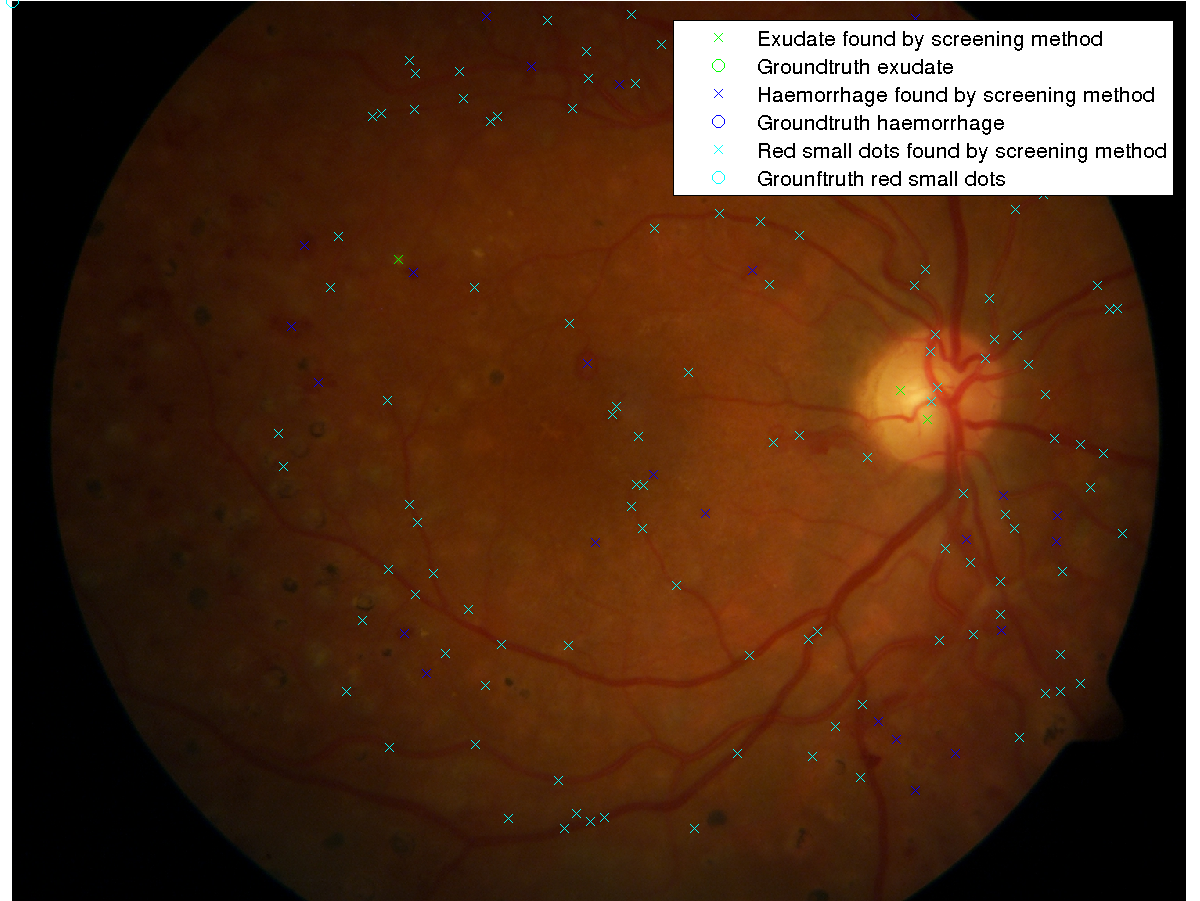 Exudate found by screening method
Groundtruth exudate
Haemorrhage found by screening method
Groundtruth haemorrhage
Red small dots found by screening method
Grounftruth red small dots